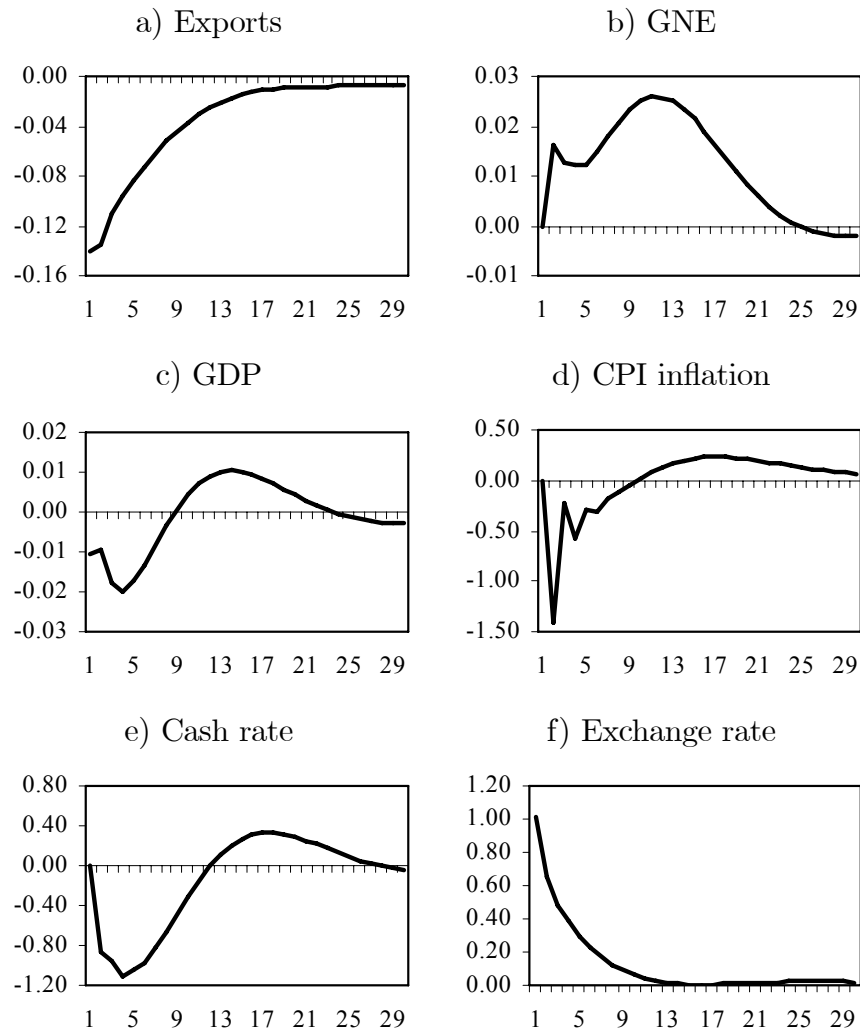 a) Exports
0.00
-0.04
-0.08
-0.12
-0.16
1 5 9 13 17 21 25 29
b) GNE
0.03
0.02
0.01
0.00
-0.01
1 5 9 13 17 21 25 29
c) GDP
0.02
0.01
0.00
-0.01
-0.02
-0.03
1 5 9 13 17 21 25 29
d) CPI inflation
0.50
0.00
-0.50
-1.00
-1.50
1 5 9 13 17 21 25 29
e) Cash rate
0.80
0.40
0.00
-0.40
-0.80
-1.20
1 5 9 13 17 21 25 29
f) Exchange rate
1.20
1.00
0.80
0.60
0.40
0.20
0.00
1 5 9 13 17 21 25 29